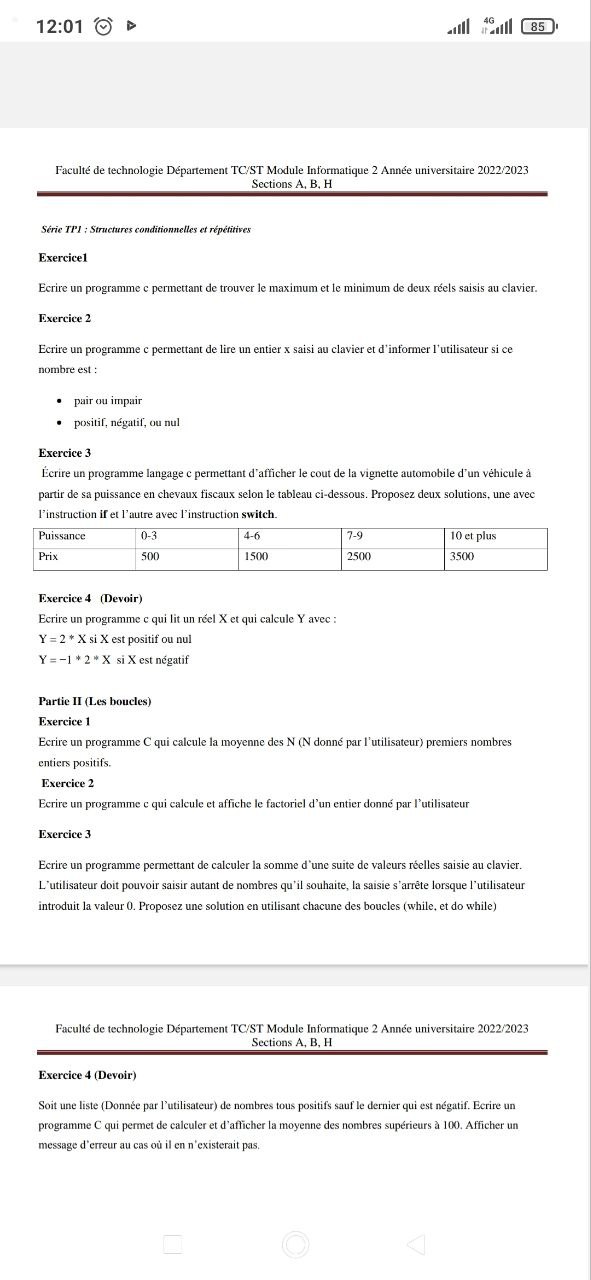 12:01
4G
85
Faculté de technologie Département TC/ST Module Informatique 2 Année universitaire 2022/2023
Sections A, B, H
Série TP1 : Structures conditionnelles et répétitives
Exercice1
Ecrire un programme c permettant de trouver le maximum et le minimum de deux réels saisis au clavier.
Exercice 2
Ecrire un programme c permettant de lire un entier x saisi au clavier et d'informer l'utilisateur si ce
nombre est :
• pair ou impair
• positif, négatif, ou nul
Exercice 3
Écrire un programme langage c permettant d'afficher le cout de la vignette automobile d'un véhicule à
partir de sa puissance en chevaux fiscaux selon le tableau ci-dessous. Proposez deux solutions, une avec
l'instruction if et l'autre avec l'instruction switch.
Puissance 0-3 4-6 7-9 10 et plus
Prix 500 1500 2500 3500
Exercice 4 (Devoir)
Ecrire un programme c qui lit un réel X et qui calcule Y avec :
Y = 2 * X si X est positif ou nul
Y = −1 * 2 * X si X est négatif
Partie II (Les boucles)
Exercice 1
Ecrire un programme C qui calcule la moyenne des N (N donné par l'utilisateur) premiers nombres
entiers positifs.
Exercice 2
Ecrire un programme c qui calcule et affiche le factoriel d'un entier donné par l'utilisateur
Exercice 3
Ecrire un programme permettant de calculer la somme d'une suite de valeurs réelles saisie au clavier.
L'utilisateur doit pouvoir saisir autant de nombres qu'il souhaite, la saisie s'arrête lorsque l'utilisateur
introduit la valeur 0. Proposez une solution en utilisant chacune des boucles (while, et do while)
Faculté de technologie Département TC/ST Module Informatique 2 Année universitaire 2022/2023
Sections A, B, H
Exercice 4 (Devoir)
Soit une liste (Donnée par l'utilisateur) de nombres tous positifs sauf le dernier qui est négatif. Ecrire un
programme C qui permet de calculer et d'afficher la moyenne des nombres supérieurs à 100. Afficher un
message d'erreur au cas où il en n'existerait pas.